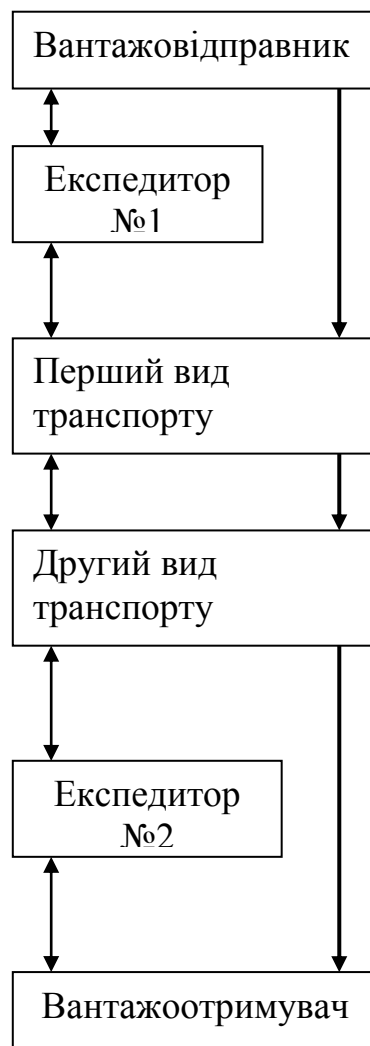 Вантажовідправник
Експедитор
№1
Перший вид
транспорту
Другий вид
транспорту
Експедитор
№2
Вантажоотримувач